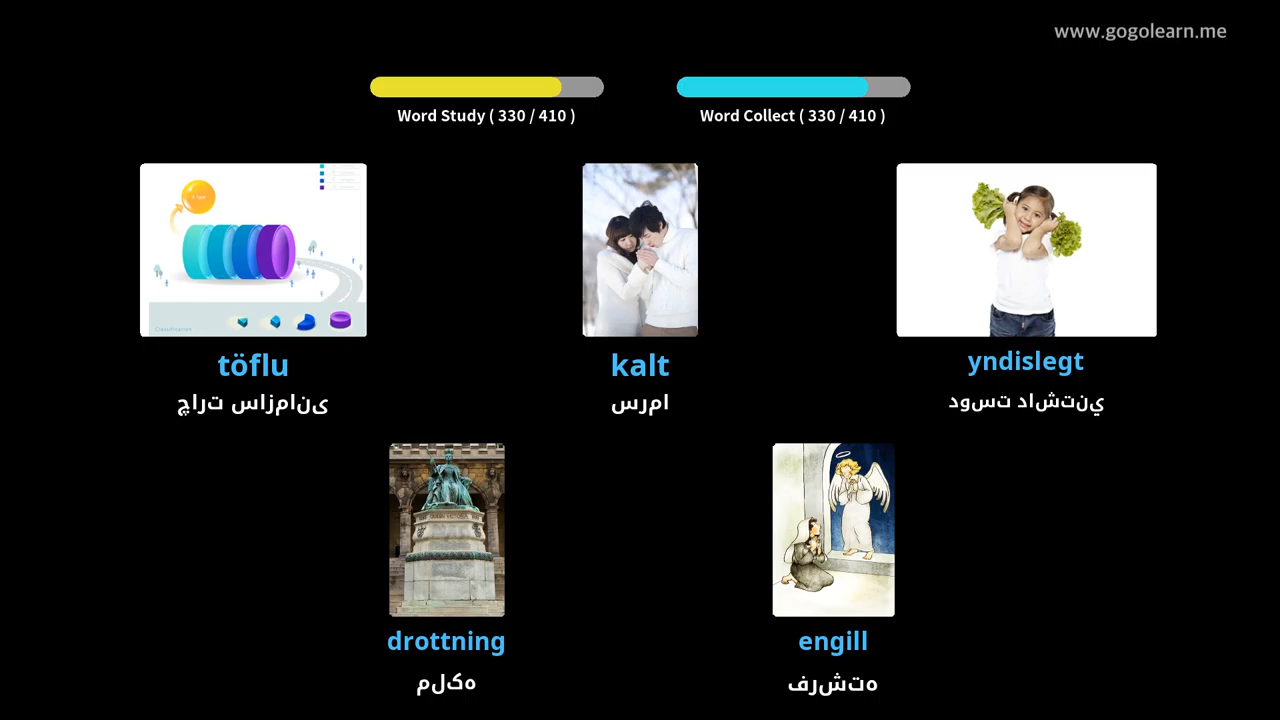 www.gogolearn.me
Word Study ( 330 / 410 )
Word Collect ( 330 / 410 )
töflu
چارت سازمانی
kalt
سرما
yndislegt
دوست داشتني
drottning
ملکه
engill
فرشته